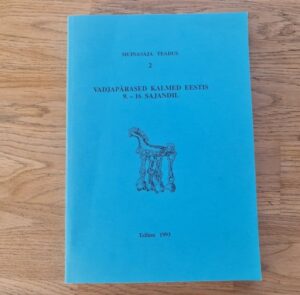 MUINASAJA TEADUS
2
VADJAPÄRASED KALMED EESTIS
9. - 16. SAJANDIL
Tallinn 1993